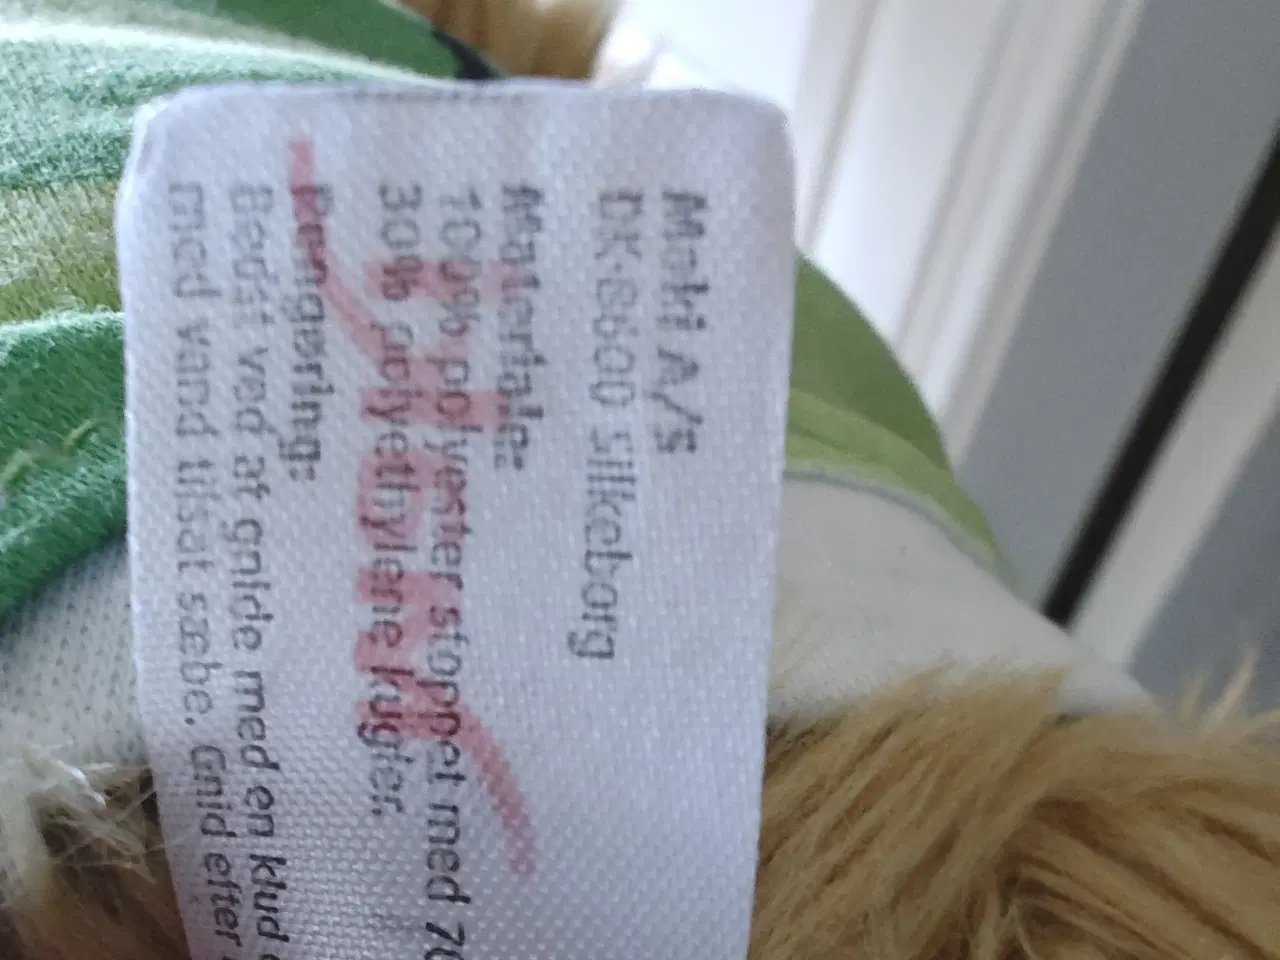 Maki A/s
DK-8600 Silkeborg
Materiale:
100% polyester stoppet med 70
30% polyethylene kugler.
Rengøring:
Bedst ved at gnide med en klud
med vand tilsat sæbe. Gnid efter